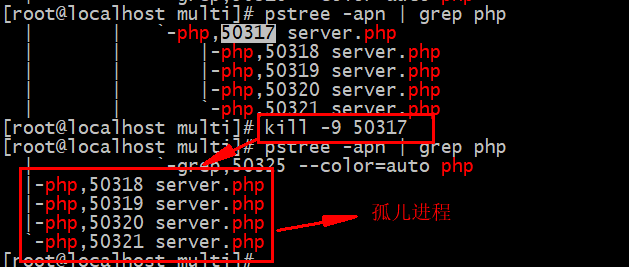 [root@localhost multi]# pstree -apn | grep php
| | `-php,50317 server.php
| | |-php,50318 server.php
| | |-php,50319 server.php
| | |-php,50320 server.php
| | `-php,50321 server.php
[root@localhost multi]# kill -9 50317
[root@localhost multi]# pstree -apn | grep php
| `-grep,50325 --color=auto php
|-php,50318 server.php
|-php,50319 server.php
|-php,50320 server.php
`-php,50321 server.php
孤儿进程
[root@localhost multi]#